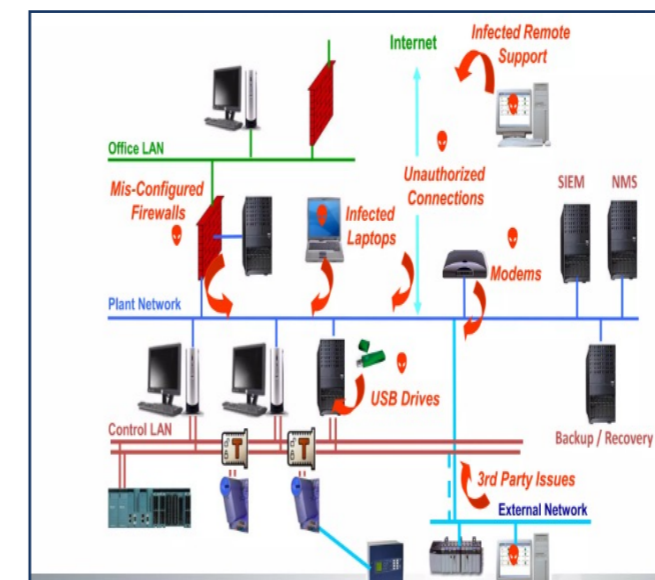 Internet
Infected Remote
Support
Office LAN
Mis-Configured
Firewalls
Infected
Laptops
Unauthorized
Connections
SIEM
NMS
Modems
Plant Network
USB Drives
Control LAN
Backup / Recovery
3rd Party Issues
External Network